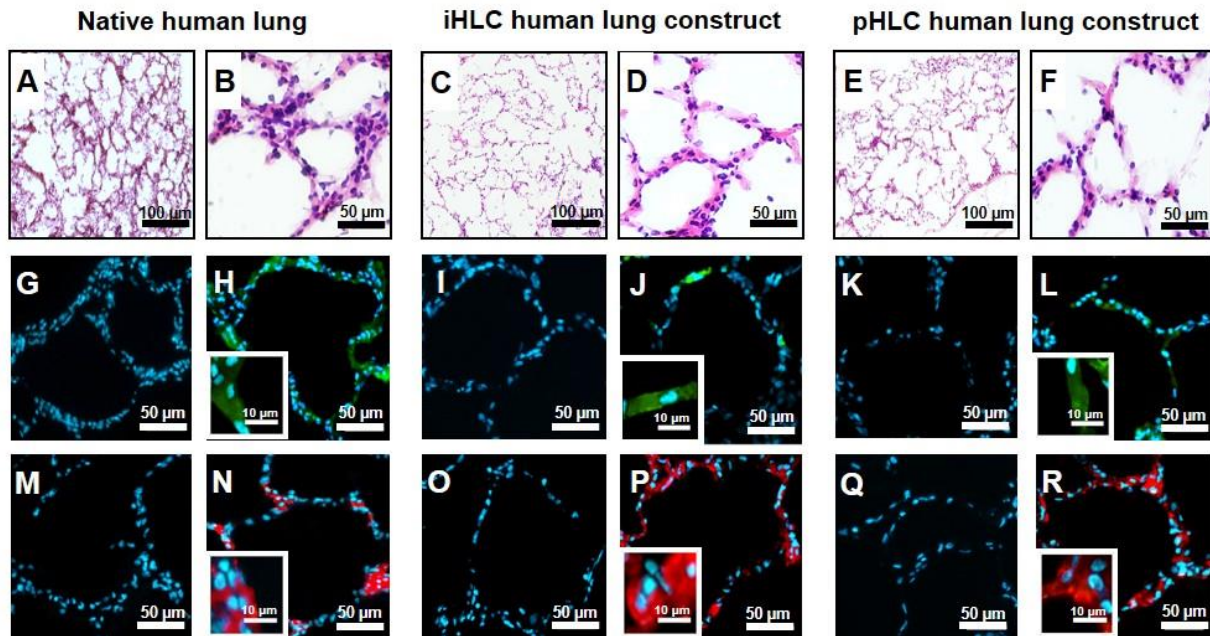 Native human lung iHLC human lung construct pHLC human lung construct
A B C D E F
100 µm 50 µm 100 µm 50 µm 100 µm 50 µm
G H I J K L
10 µm 10 µm 10 µm
50 µm 50 µm 50 µm 50 µm 50 µm 50 µm
M N O P Q R
10 µm 10 µm 10 µm
50 µm 50 µm 50 µm 50 µm 50 µm 50 µm